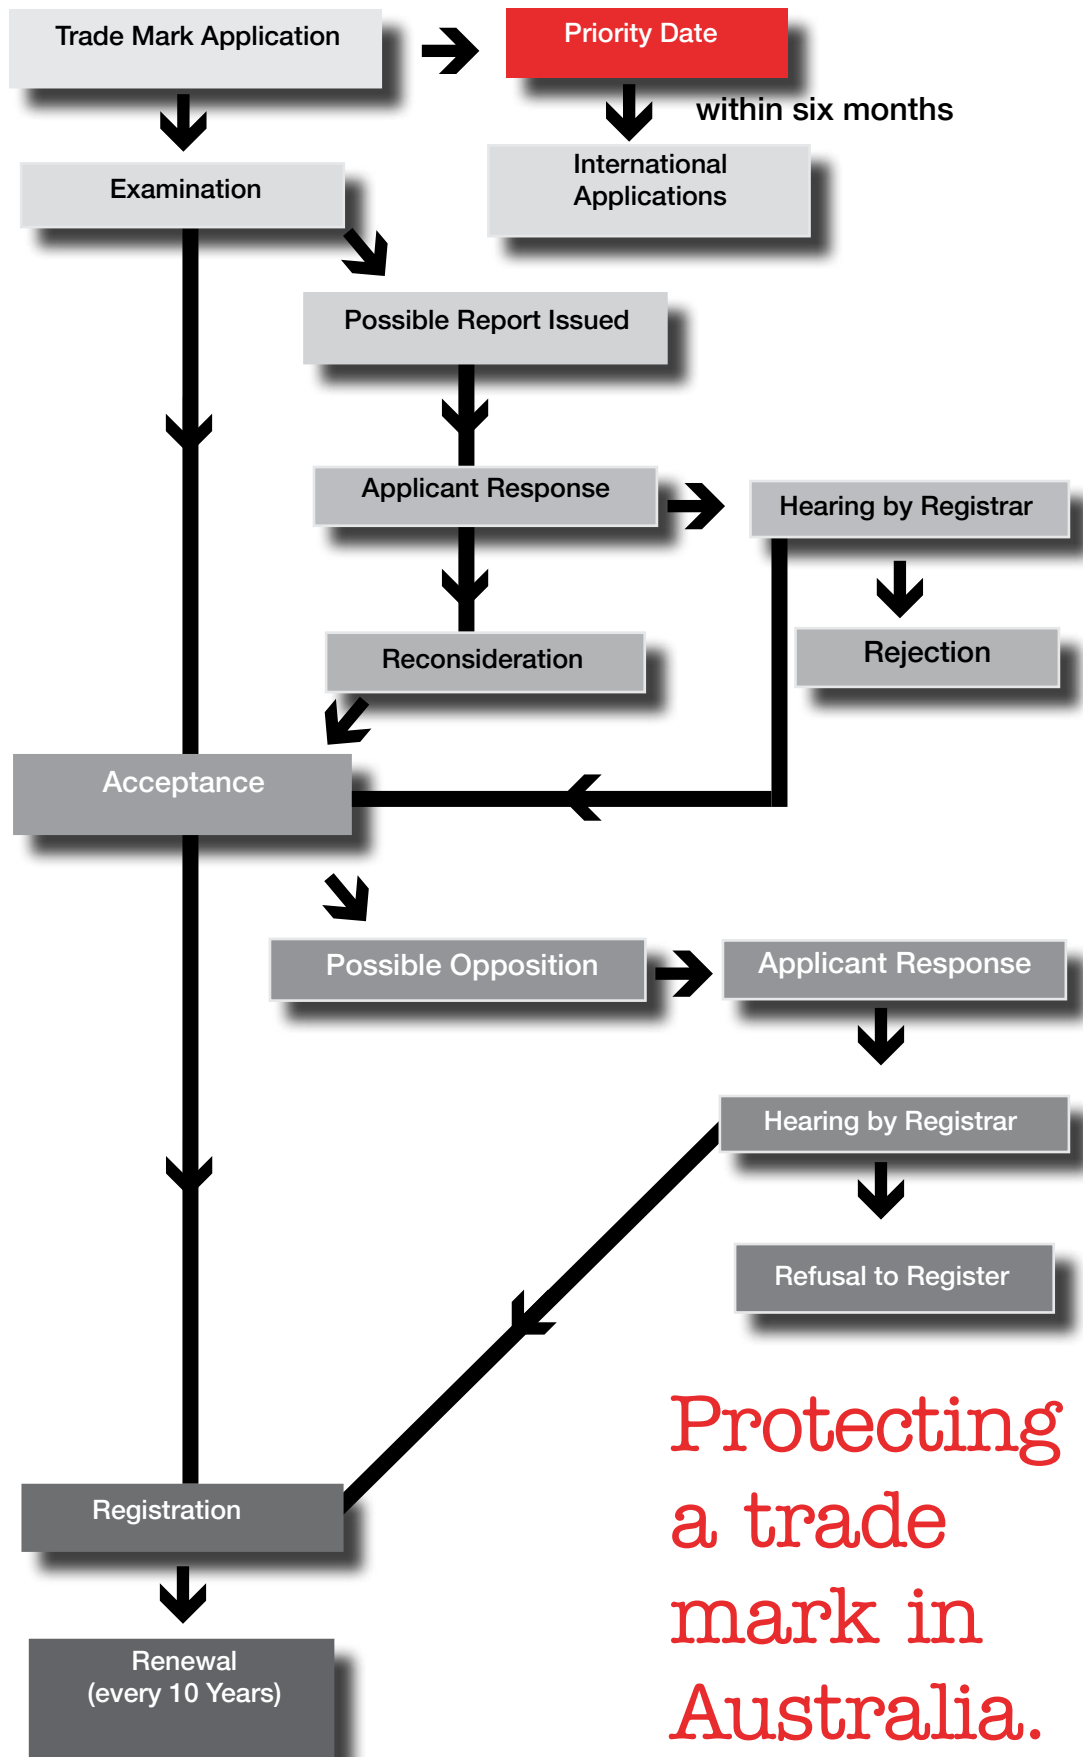 Trade Mark Application
Priority Date
within six months
Examination
International
Applications
Possible Report Issued
Applicant Response
Hearing by Registrar
Reconsideration
Rejection
Acceptance
Possible Opposition
Applicant Response
Hearing by Registrar
Refusal to Register
Registration
Renewal
(every 10 Years)
Protecting
a trade
mark in
Australia.